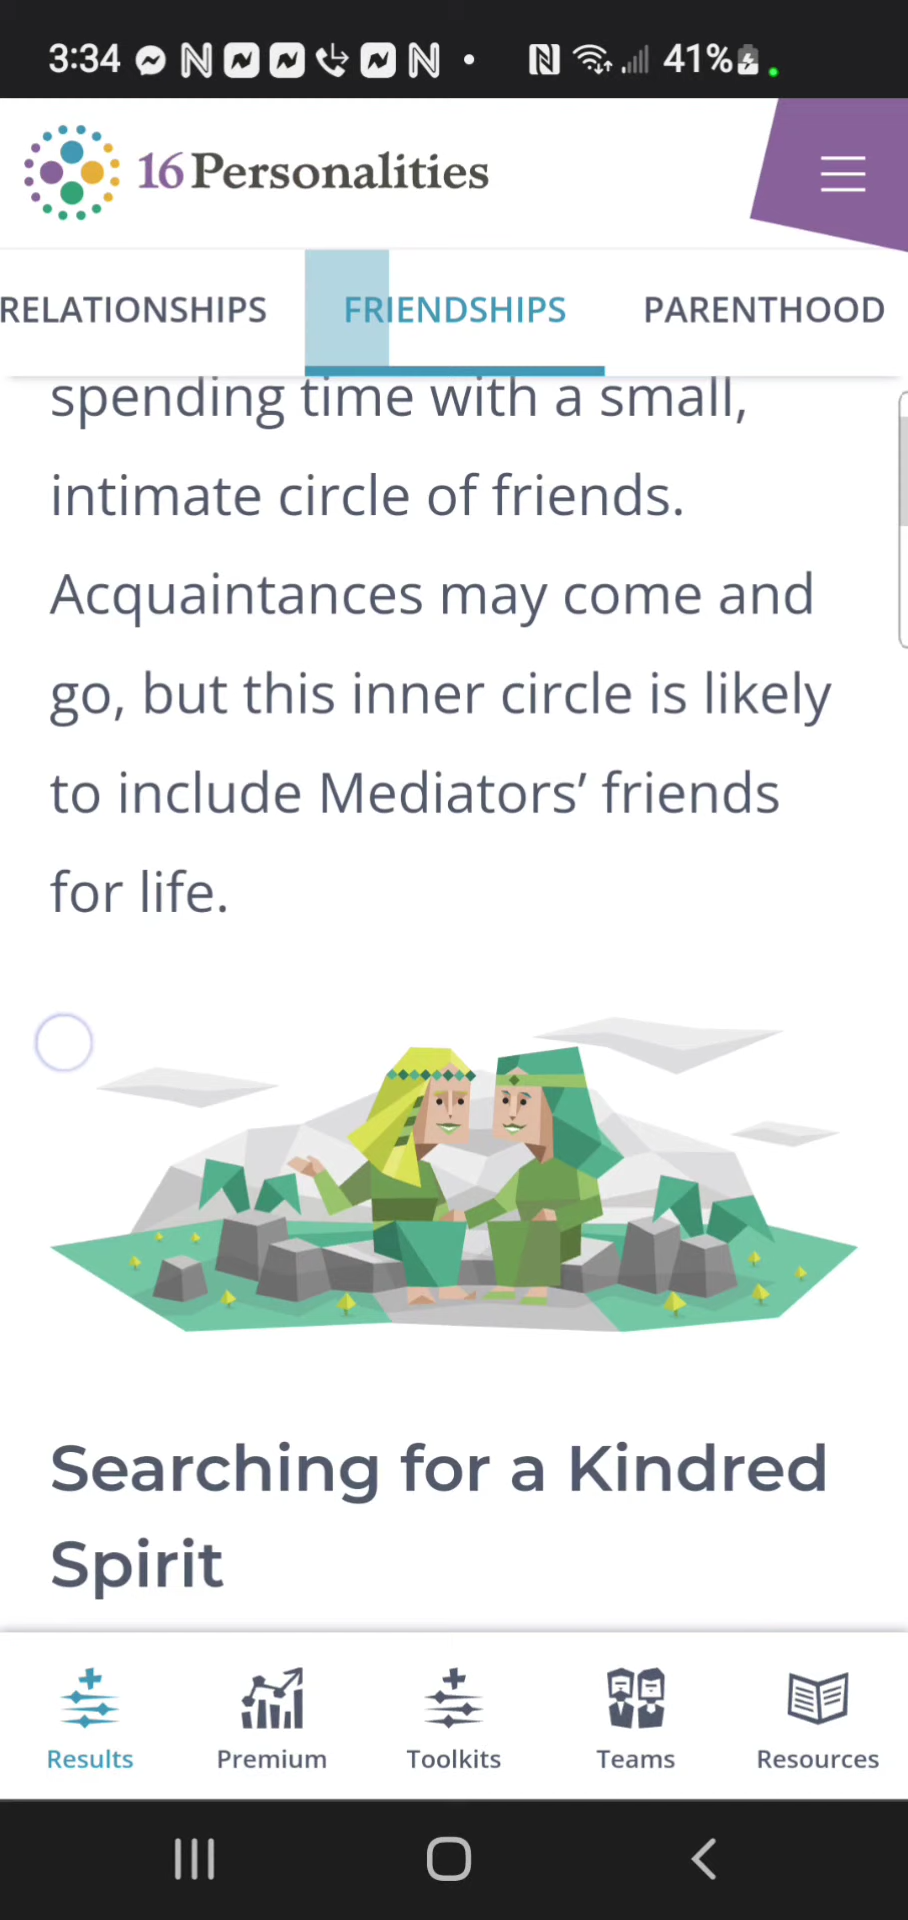 3:34 41%
16 Personalities
RELATIONSHIPS FRIENDSHIPS PARENTHOOD
spending time with a small,
intimate circle of friends.
Acquaintances may come and
go, but this inner circle is likely
to include Mediators’ friends
for life.
Searching for a Kindred
Spirit
Results Premium Toolkits Teams Resources